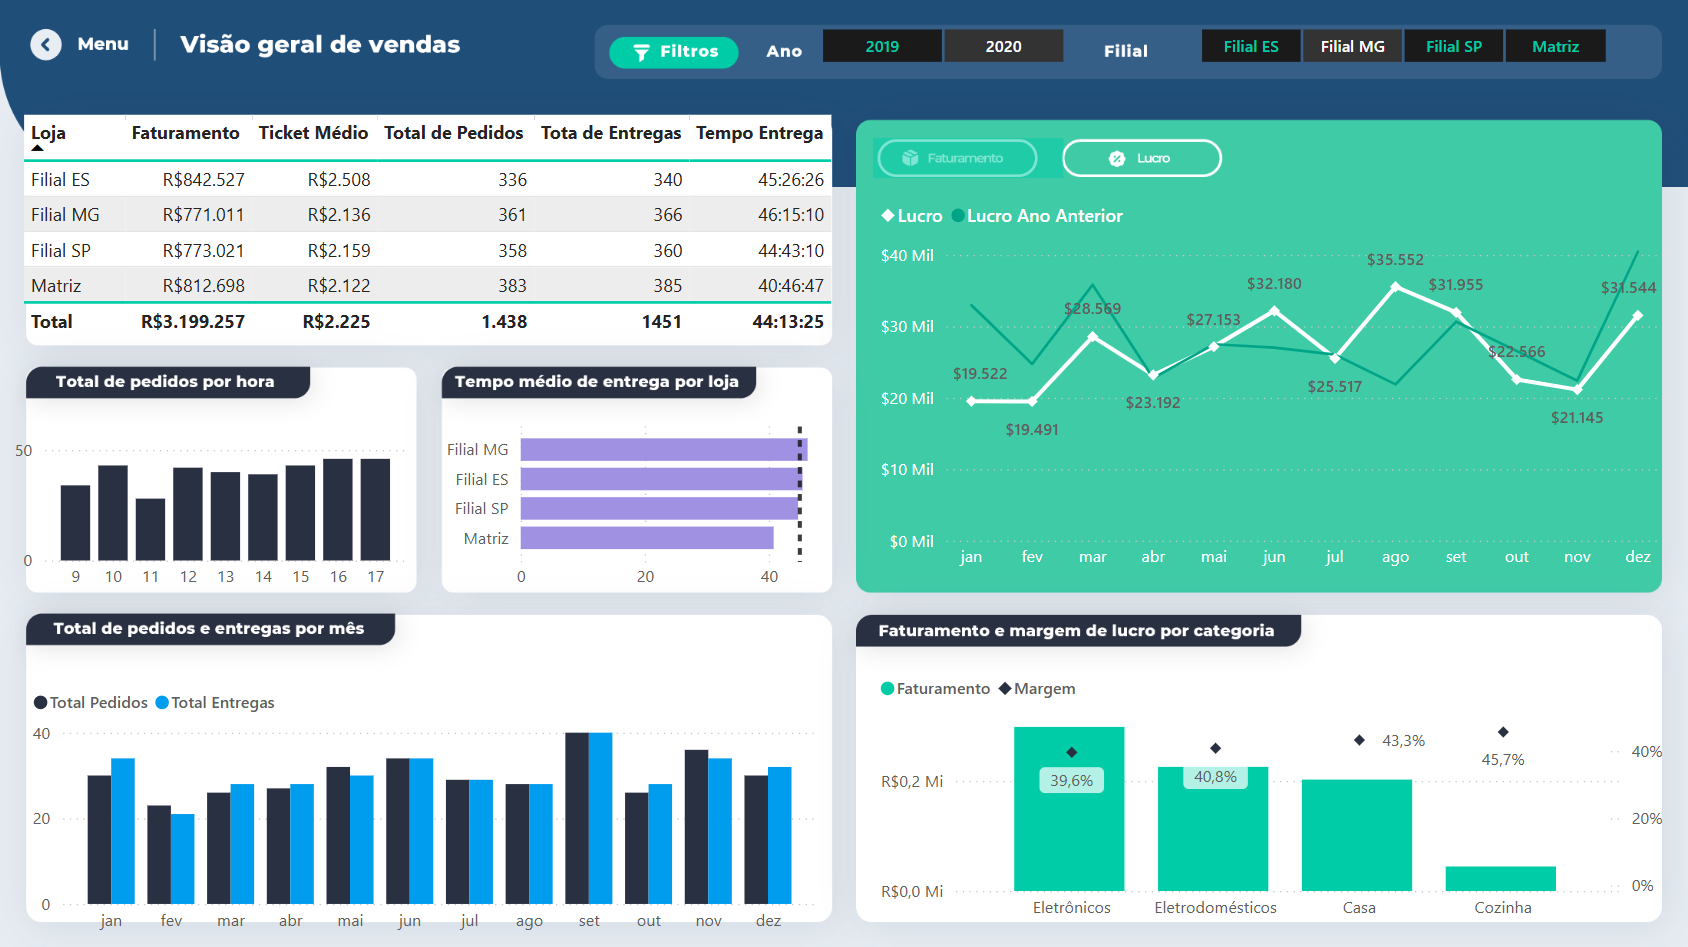 Menu
Visão geral de vendas
Filtros
Ano
2019
2020
Filial
Filial ES
Filial MG
Filial SP
Matriz
Loja Faturamento Ticket Médio Total de Pedidos Tota de Entregas Tempo Entrega
Filial ES R$842.527 R$2.508 336 340 45:26:26
Filial MG R$771.011 R$2.136 361 366 46:15:10
Filial SP R$773.021 R$2.159 358 360 44:43:10
Matriz R$812.698 R$2.122 383 385 40:46:47
Total R$3.199.257 R$2.225 1.438 1451 44:13:25
Faturamento
Lucro
Lucro Lucro Ano Anterior
$40 Mil
$30 Mil
$20 Mil
$10 Mil
$0 Mil
$19.522
$19.491
$28.569
$23.192
$27.153
$32.180
$25.517
$35.552
$31.955
$22.566
$21.145
$31.544
jan fev mar abr mai jun jul ago set out nov dez
Total de pedidos por hora
50
0
9 10 11 12 13 14 15 16 17
Tempo médio de entrega por loja
Filial MG
Filial ES
Filial SP
Matriz
0 20 40
Total de pedidos e entregas por mês
Total Pedidos Total Entregas
40
20
0
jan fev mar abr mai jun jul ago set out nov dez
Faturamento e margem de lucro por categoria
Faturamento Margem
R$0,2 Mi
R$0,0 Mi
39,6%
40,8%
43,3%
45,7%
40%
20%
0%
Eletrônicos Eletrodomésticos Casa Cozinha